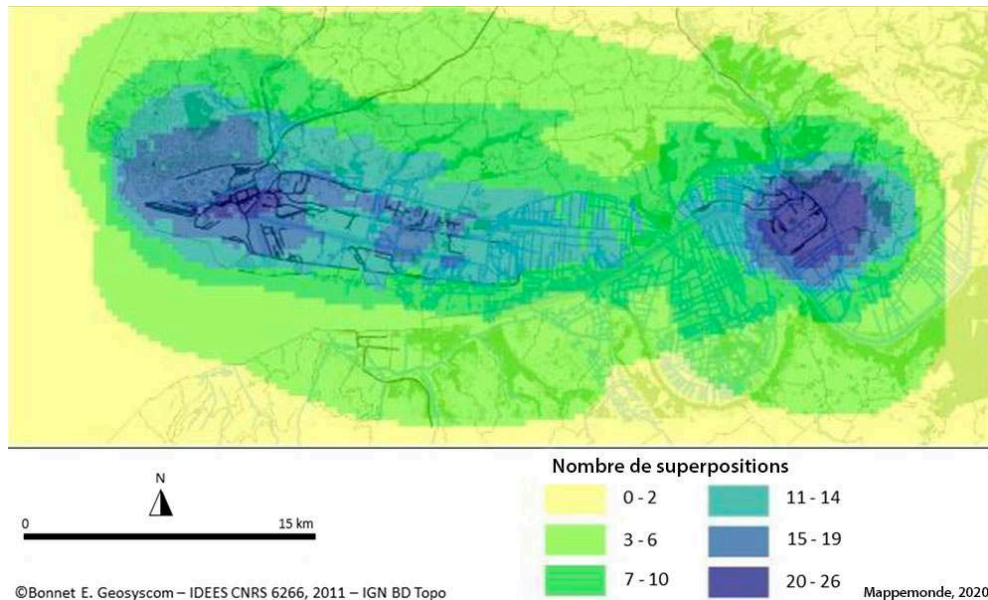 Nombre de superpositions
0 - 2
3 - 6
7 - 10
11 - 14
15 - 19
20 - 26
N
0 15 km
©Bonnet E. Geosyscom – IDEES CNRS 6266, 2011 – IGN BD Topo
Mappemonde, 2020